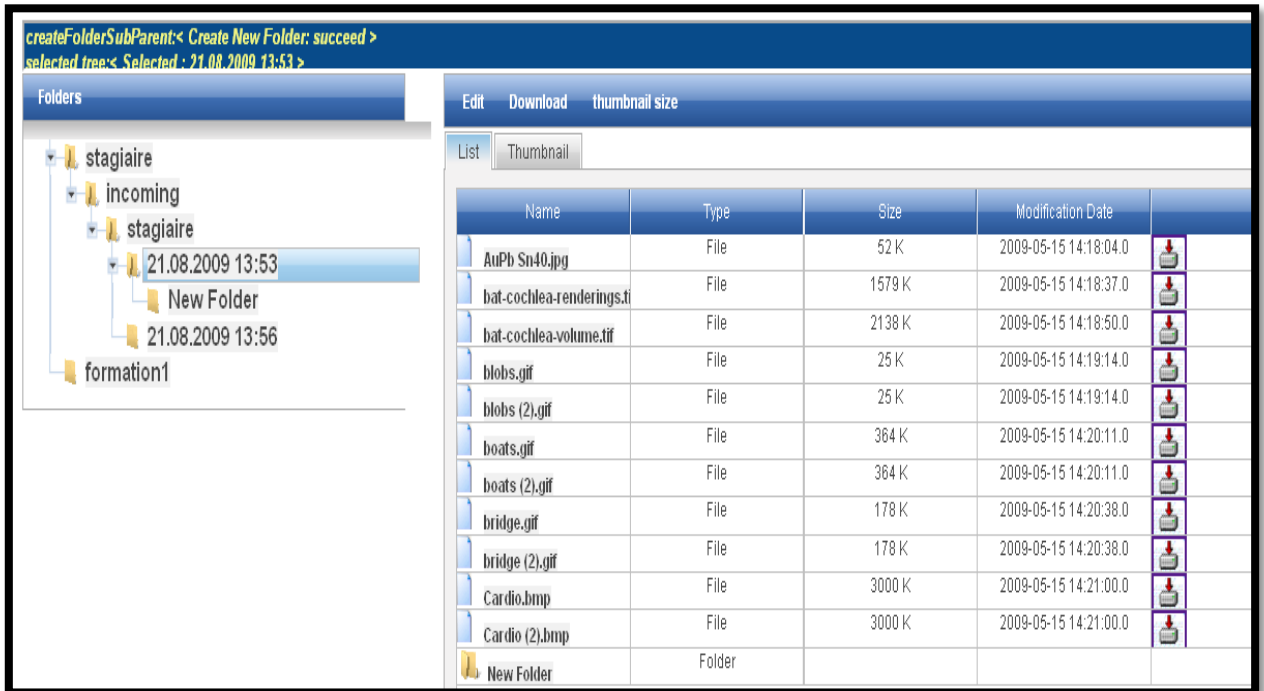 createFolderSubParent:< Create New Folder: succeed >
selected tree:< Selected : 21.08.2009 13:53 >
Folders
stagiaire
incoming
stagiaire
21.08.2009 13:53
New Folder
21.08.2009 13:56
formation1
Edit Download thumbnail size
List Thumbnail
Name Type Size Modification Date
AuPb Sn40.jpg File 52 K 2009-05-15 14:18:04.0
bat-cochlea-renderings.ti File 1579 K 2009-05-15 14:18:37.0
bat-cochlea-volume.tif File 2138 K 2009-05-15 14:18:50.0
blobs.gif File 25 K 2009-05-15 14:19:14.0
blobs (2).gif File 25 K 2009-05-15 14:19:14.0
boats.gif File 364 K 2009-05-15 14:20:11.0
boats (2).gif File 364 K 2009-05-15 14:20:11.0
bridge.gif File 178 K 2009-05-15 14:20:38.0
bridge (2).gif File 178 K 2009-05-15 14:20:38.0
Cardio.bmp File 3000 K 2009-05-15 14:21:00.0
Cardio (2).bmp File 3000 K 2009-05-15 14:21:00.0
New Folder Folder